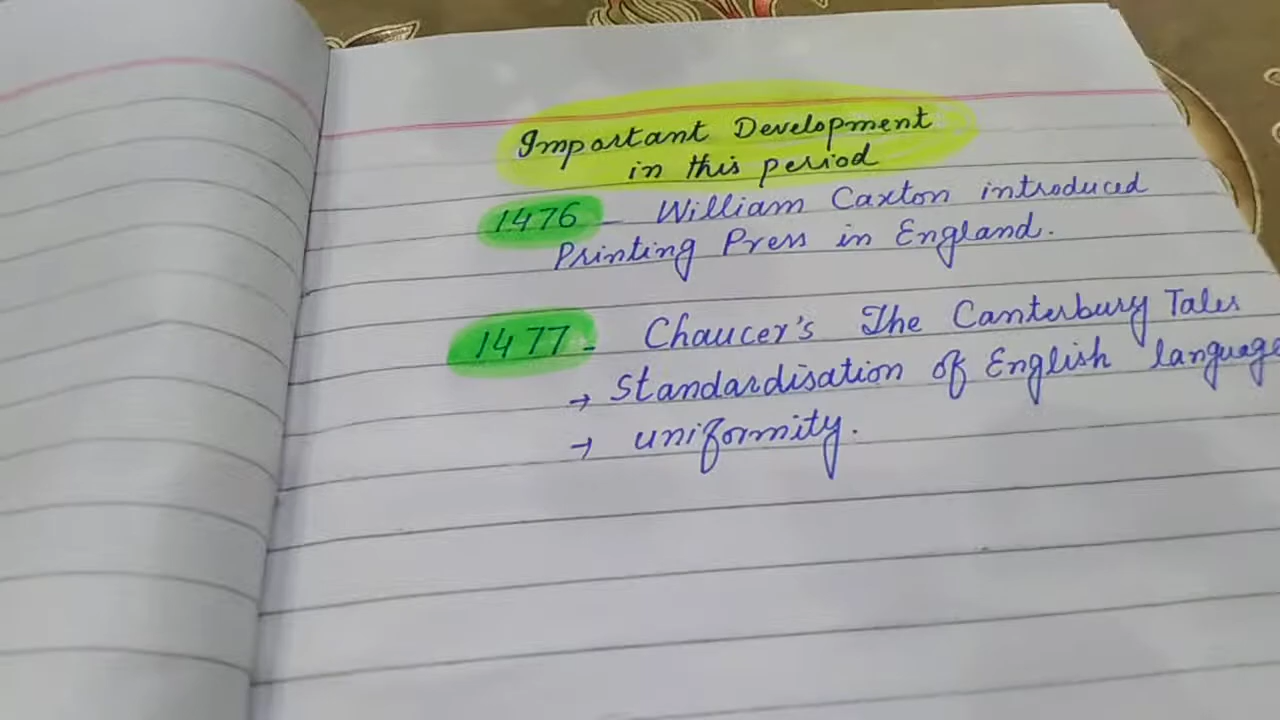 Important Development
in this period
1476 - William Caxton introduced
Printing Press in England.
1477 - Chaucer's The Canterbury Tales
→ Standardisation of English language
→ uniformity.